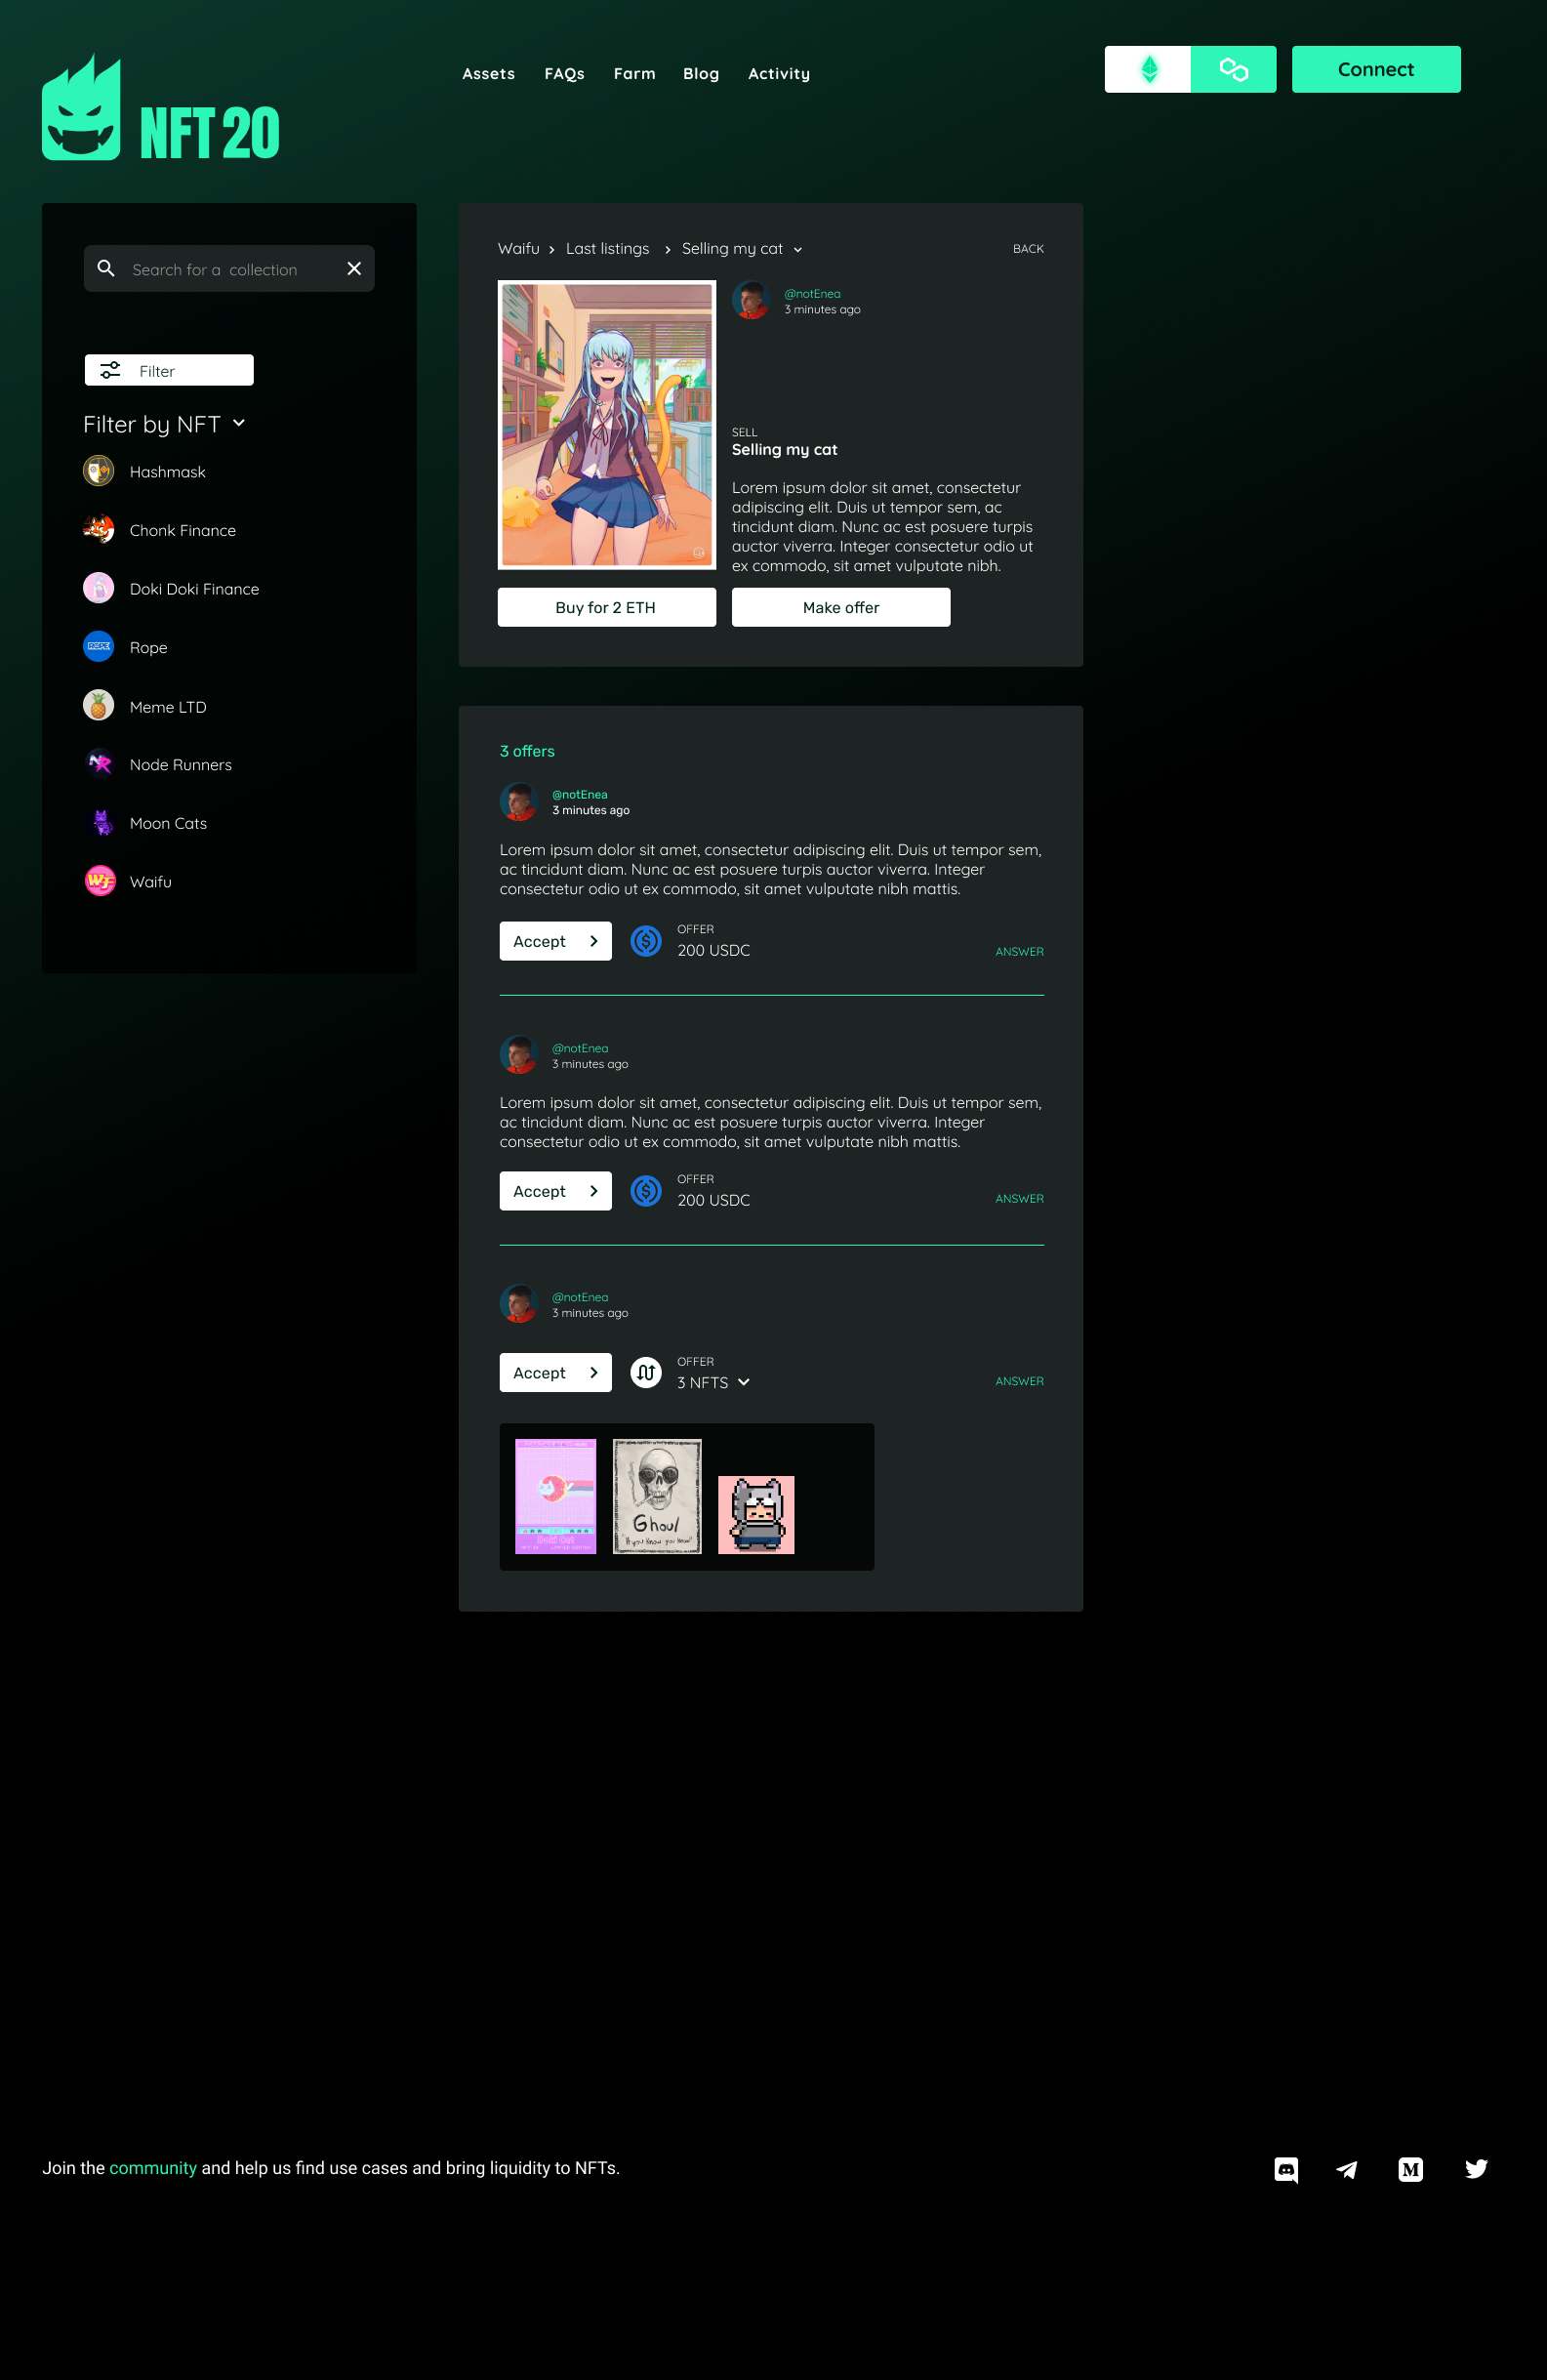 NFT 20
Assets
FAQs
Farm
Blog
Activity
Connect
Search for a collection
Filter
Filter by NFT
Hashmask
Chonk Finance
Doki Doki Finance
ROPE
Rope
Meme LTD
NR
Node Runners
Moon Cats
WF
Waifu
Waifu
Last listings
Selling my cat
BACK
@notEnea
3 minutes ago
SELL
Selling my cat
Lorem ipsum dolor sit amet, consectetur
adipiscing elit. Duis ut tempor sem, ac
tincidunt diam. Nunc ac est posuere turpis
auctor viverra. Integer consectetur odio ut
ex commodo, sit amet vulputate nibh.
Buy for 2 ETH
Make offer
3 offers
@notEnea
3 minutes ago
Lorem ipsum dolor sit amet, consectetur adipiscing elit. Duis ut tempor sem,
ac tincidunt diam. Nunc ac est posuere turpis auctor viverra. Integer
consectetur odio ut ex commodo, sit amet vulputate nibh mattis.
Accept
OFFER
200 USDC
ANSWER
@notEnea
3 minutes ago
Lorem ipsum dolor sit amet, consectetur adipiscing elit. Duis ut tempor sem,
ac tincidunt diam. Nunc ac est posuere turpis auctor viverra. Integer
consectetur odio ut ex commodo, sit amet vulputate nibh mattis.
Accept
OFFER
200 USDC
ANSWER
@notEnea
3 minutes ago
Accept
OFFER
3 NFTS
ANSWER
Ghoul
"If you Know you Know"
Join the community and help us find use cases and bring liquidity to NFTs.
M